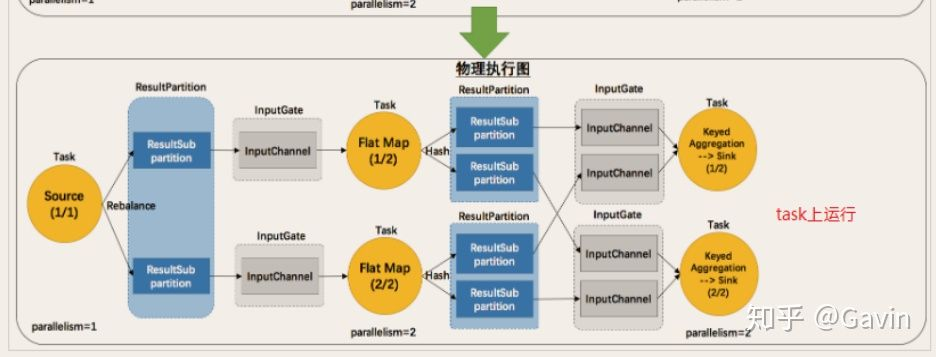 parallelism=1
parallelism=2
物理执行图
ResultPartition
ResultSub
partition
ResultSub
partition
InputGate
InputChannel
InputGate
InputChannel
Task
Source
(1/1)
Rebalance
Task
Flat Map
(1/2)
Hash
Task
Flat Map
(2/2)
Hash
ResultPartition
ResultSub
partition
ResultSub
partition
ResultPartition
ResultSub
partition
ResultSub
partition
InputGate
InputChannel
InputChannel
InputGate
InputChannel
InputChannel
Task
Keyed
Aggregation
--> Sink
(1/2)
Task
Keyed
Aggregation
--> Sink
(2/2)
task上运行
parallelism=1
parallelism=2
parallelism=2
知乎 @Gavin